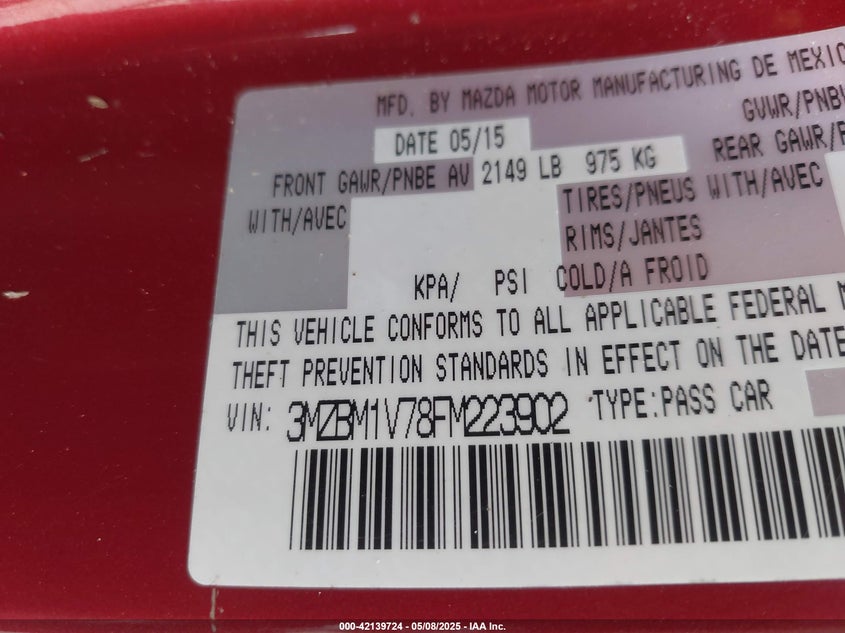 MFD. BY MAZDA MOTOR MANUFACTURING DE MEXICO
DATE 05/15 GVWR/PNBV
FRONT GAWR/PNBE AV 2149 LB 975 KG REAR GAWR/
WITH/AVEC TIRES/PNEUS WITH/AVEC
RIMS/JANTES
KPA/ PSI COLD/A FROID
THIS VEHICLE CONFORMS TO ALL APPLICABLE FEDERAL
THEFT PREVENTION STANDARDS IN EFFECT ON THE DATE
VIN: 3MZBM1V78FM223902 TYPE:PASS CAR
000-42139724 - 05/08/2025 - IAA Inc.